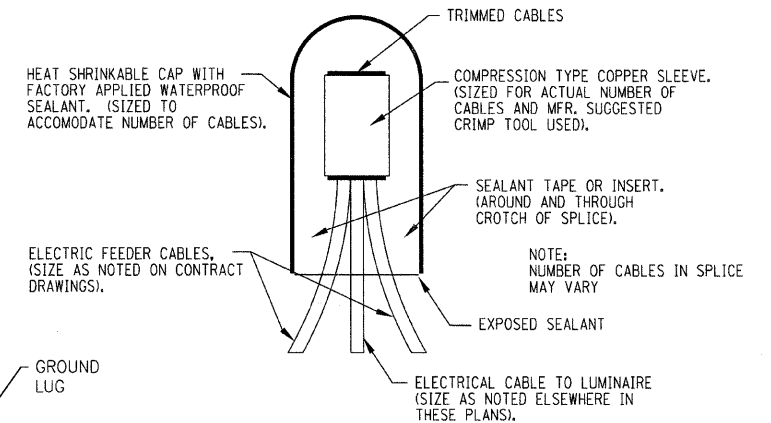 TRIMMED CABLES
HEAT SHRINKABLE CAP WITH
FACTORY APPLIED WATERPROOF
SEALANT. (SIZED TO
ACCOMODATE NUMBER OF CABLES).
COMPRESSION TYPE COPPER SLEEVE.
(SIZED FOR ACTUAL NUMBER OF
CABLES AND MFR. SUGGESTED
CRIMP TOOL USED).
SEALANT TAPE OR INSERT.
(AROUND AND THROUGH
CROTCH OF SPLICE).
ELECTRIC FEEDER CABLES,
(SIZE AS NOTED ON CONTRACT
DRAWINGS).
NOTE:
NUMBER OF CABLES IN SPLICE
MAY VARY
EXPOSED SEALANT
GROUND
LUG
ELECTRICAL CABLE TO LUMINAIRE
(SIZE AS NOTED ELSEWHERE IN
THESE PLANS).